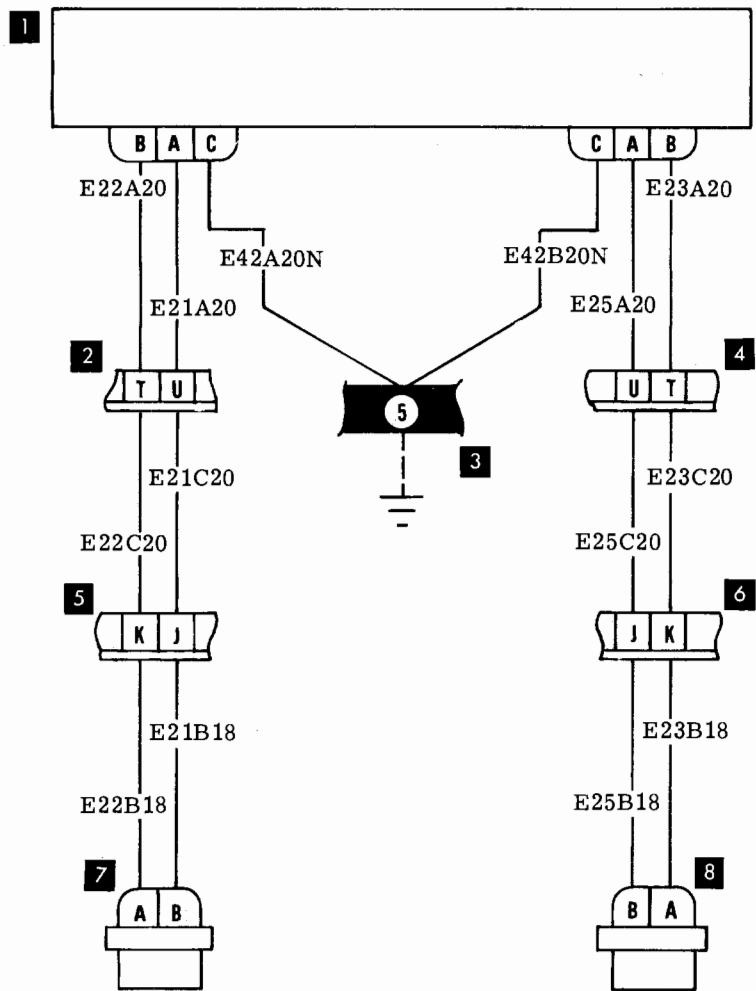 1
B A C
C A B
E22A20
E23A20
E42A20N
E42B20N
E21A20
E25A20
2
4
T U
U T
5
3
E21C20
E23C20
E22C20
E25C20
5
6
K J
J K
E21B18
E23B18
E22B18
E25B18
7
8
A B
B A